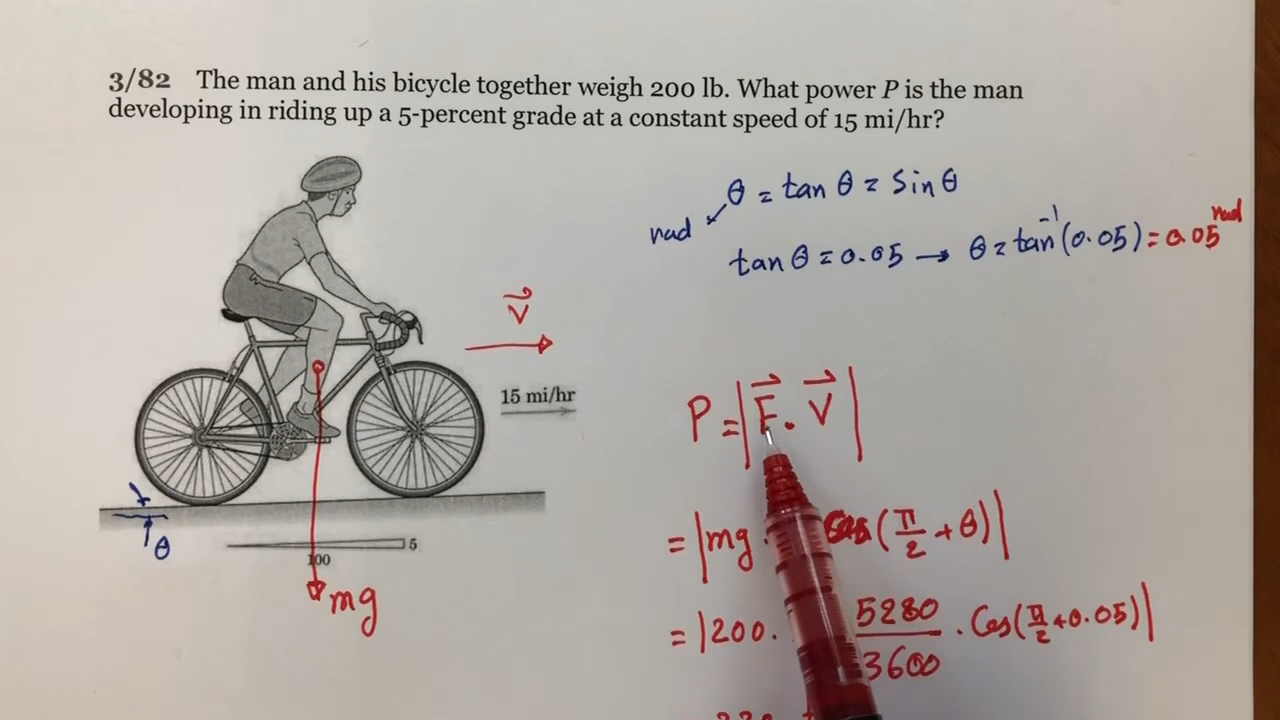 3/82 The man and his bicycle together weigh 200 lb. What power P is the man
developing in riding up a 5-percent grade at a constant speed of 15 mi/hr?
θ = tan θ = Sin θ
rad
tan θ = 0.05 → θ = tan⁻¹(0.05) = 0.05 rad
V
15 mi/hr
P = |F . V|
= |mg . Cos(π/2 + θ)|
= |200. 5280/3600 . Cos(π/2 + 0.05)|
θ
5
100
mg